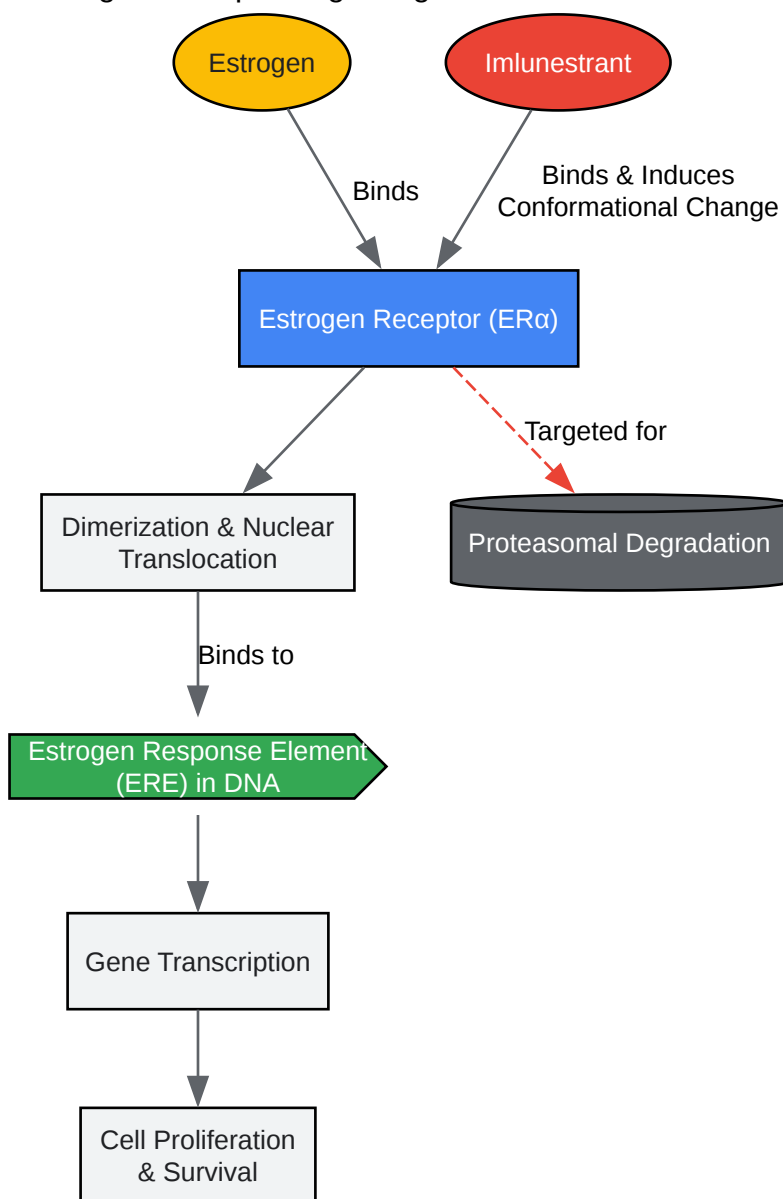 Estrogen
Imlunestrant
Binds
Binds & Induces
Conformational Change
Estrogen Receptor (ERα)
Targeted for
Dimerization & Nuclear
Translocation
Proteasomal Degradation
Binds to
Estrogen Response Element
(ERE) in DNA
Gene Transcription
Cell Proliferation
& Survival